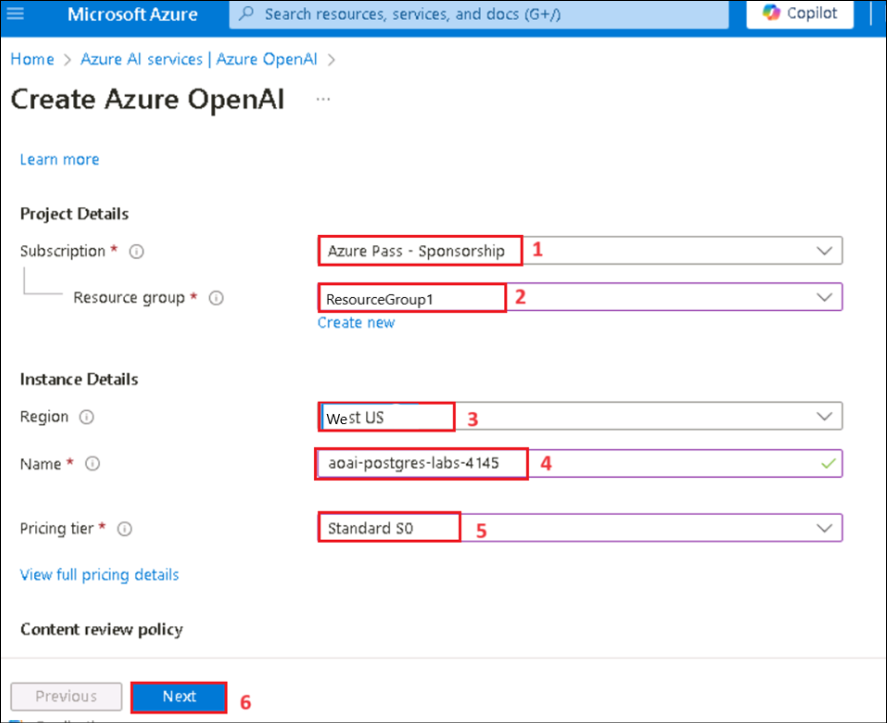 Microsoft Azure Search resources, services, and docs (G+/) Copilot
Home > Azure AI services | Azure OpenAI >
Create Azure OpenAI ...
Learn more
Project Details
Subscription * Azure Pass - Sponsorship 1
Resource group * ResourceGroup1 2
Create new
Instance Details
Region West US 3
Name * aoai-postgres-labs-4145 4
Pricing tier * Standard S0 5
View full pricing details
Content review policy
Previous Next 6